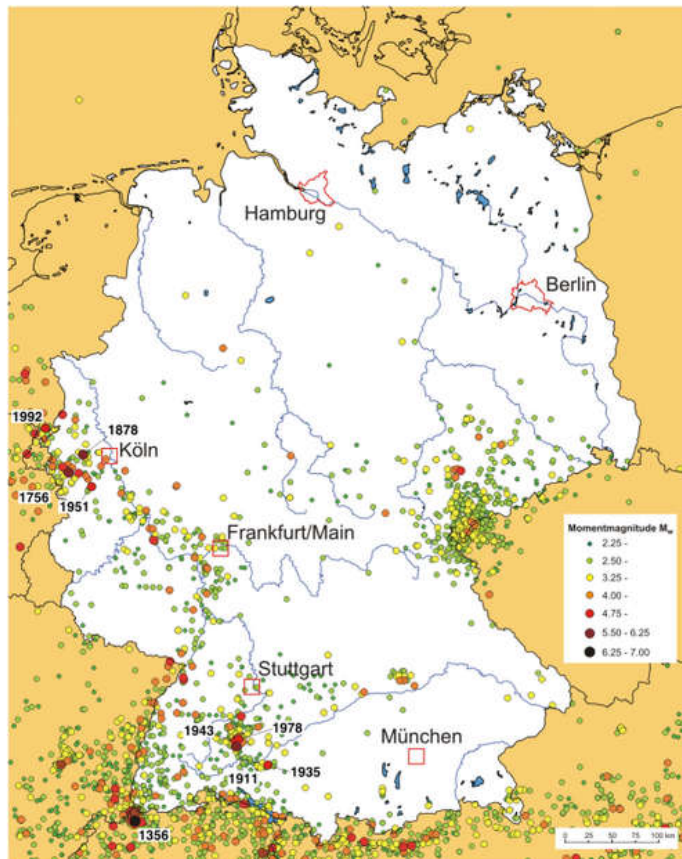 Hamburg
Berlin
1992
1878
Köln
1756
1951
Frankfurt/Main
Momentmagnitude Mw
2.25 -
2.50 -
3.25 -
4.00 -
4.75 -
5.50 - 6.25
6.25 - 7.00
Stuttgart
1943
1978
München
1911
1935
1356
0 25 50 75 100 km